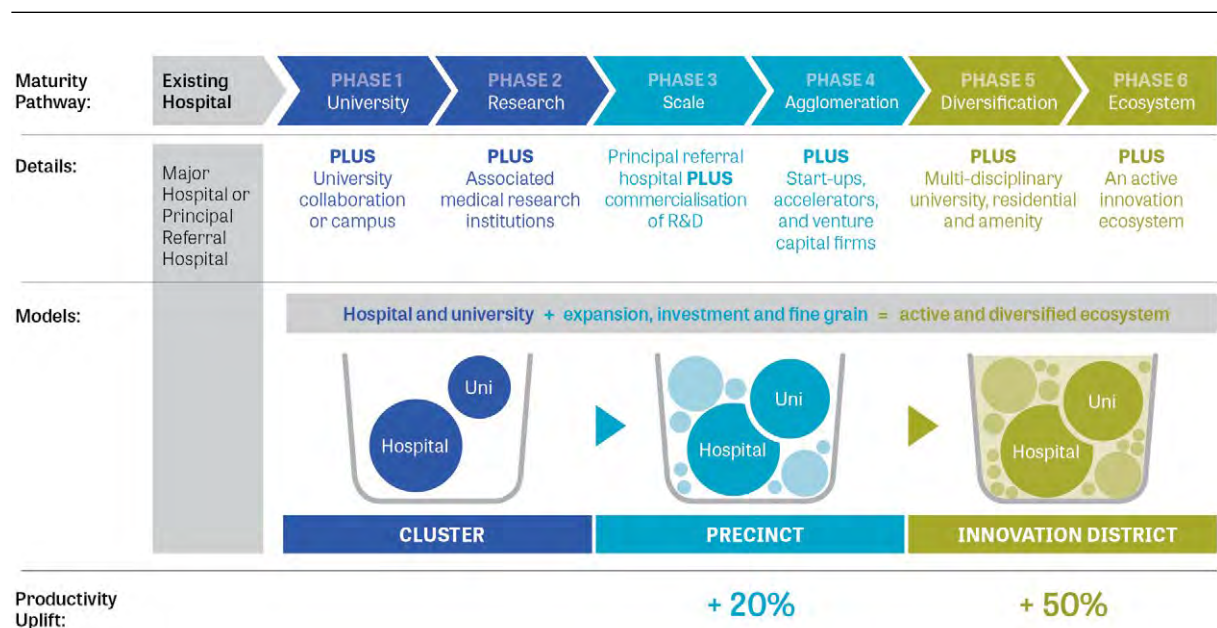 Maturity
Pathway:
Existing
Hospital
PHASE 1
University
PHASE 2
Research
PHASE 3
Scale
PHASE 4
Agglomeration
PHASE 5
Diversification
PHASE 6
Ecosystem
Details:
Major
Hospital or
Principal
Referral
Hospital
PLUS
University
collaboration
or campus
PLUS
Associated
medical research
institutions
Principal referral
hospital PLUS
commercialisation
of R&D
PLUS
Start-ups,
accelerators,
and venture
capital firms
PLUS
Multi-disciplinary
university, residential
and amenity
PLUS
An active
innovation
ecosystem
Models:
Hospital and university + expansion, investment and fine grain = active and diversified ecosystem
Uni
Hospital
Uni
Hospital
Uni
Hospital
CLUSTER
PRECINCT
INNOVATION DISTRICT
Productivity
Uplift:
+ 20%
+ 50%